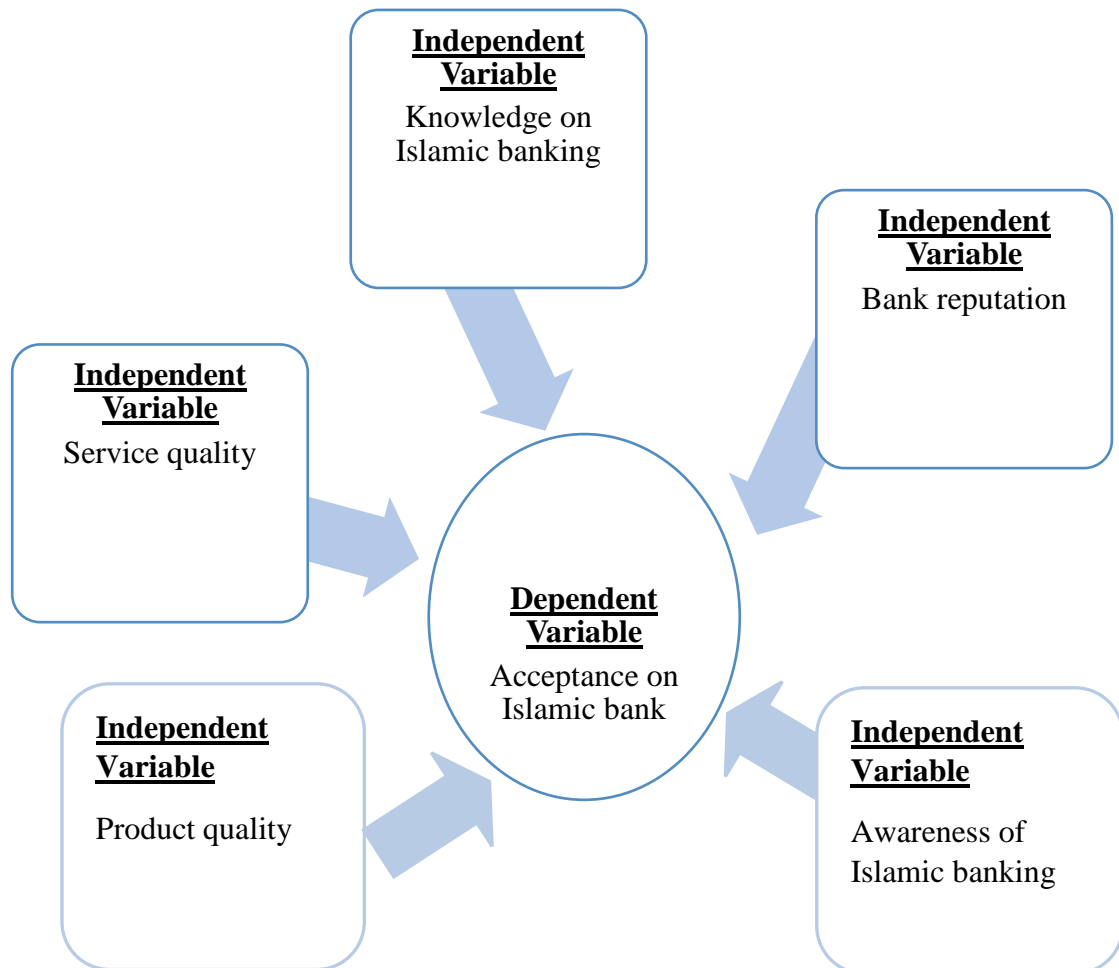 Independent
Variable
Knowledge on
Islamic banking
Independent
Variable
Bank reputation
Independent
Variable
Service quality
Dependent
Variable
Acceptance on
Islamic bank
Independent
Variable
Product quality
Independent
Variable
Awareness of
Islamic banking